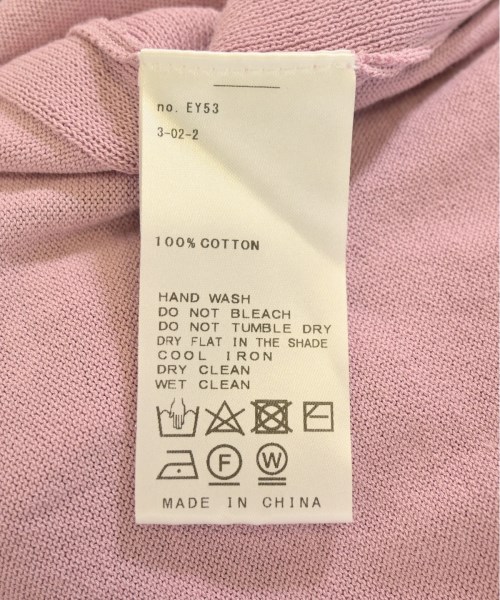 no. EY53
3-02-2
100% COTTON
HAND WASH
DO NOT BLEACH
DO NOT TUMBLE DRY
DRY FLAT IN THE SHADE
COOL IRON
DRY CLEAN
WET CLEAN
F W
MADE IN CHINA